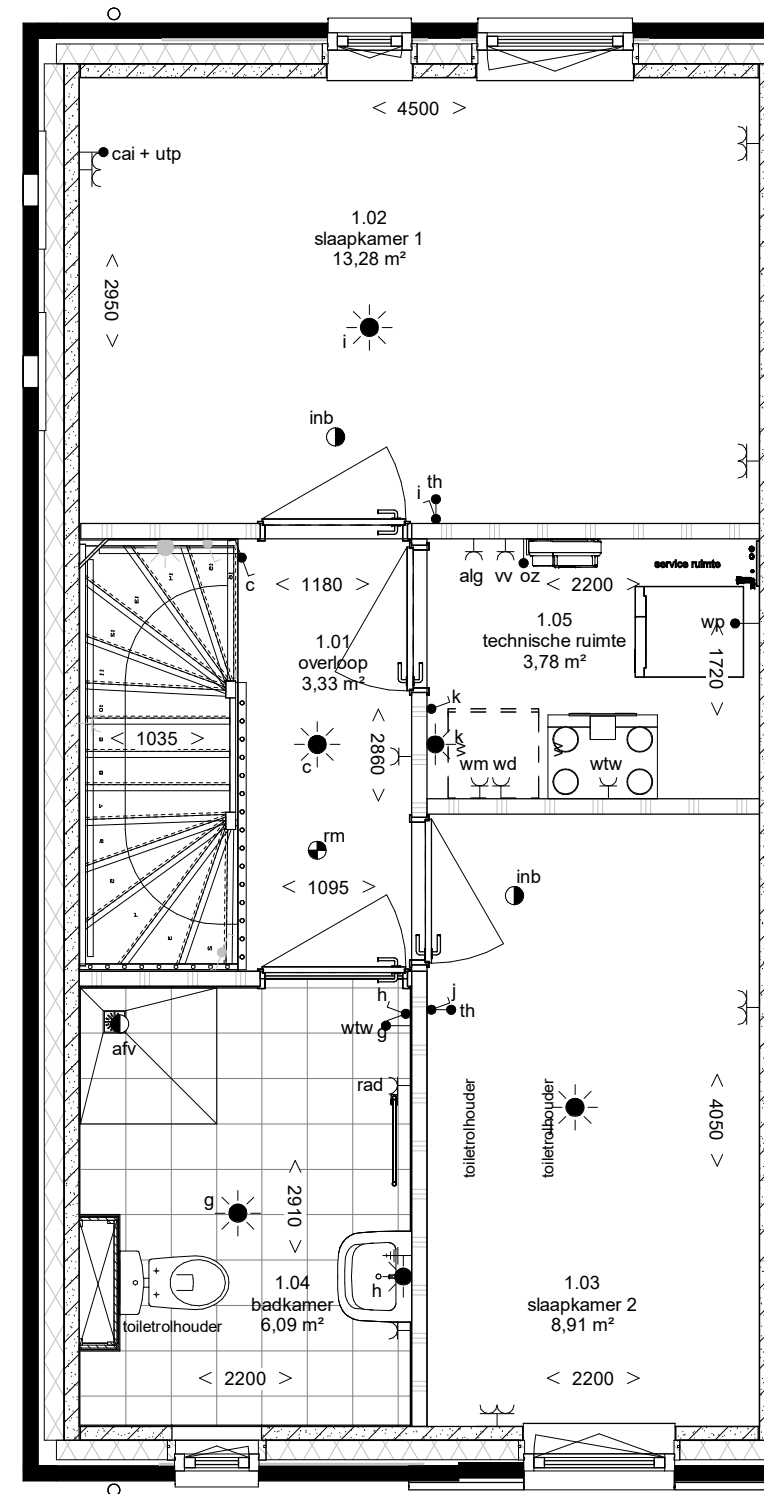 < 4500 >
cai + utp
1.02
slaapkamer 1
13,28 m²
< 2950 >
i
inb
th
i
c
< 1180 >
alg
vv
oz
< 2200 >
service ruimte
1.01
overloop
3,33 m²
1.05
technische ruimte
3,78 m²
wp
< 1720 >
k
k
< 1035 >
c
< 2860 >
wm
wd
wtw
rm
< 1095 >
inb
h
wtw
g
j
th
afv
rad
toiletrolhouder
toiletrolhouder
< 4050 >
g
< 2910 >
h
1.04
badkamer
6,09 m²
toiletrolhouder
1.03
slaapkamer 2
8,91 m²
< 2200 >
< 2200 >